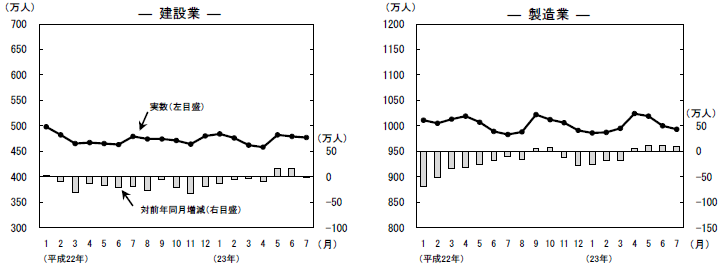 (万人)
― 建設業 ―
700
650
600
550
500
450
400
350
300
実数(左目盛)
対前年同月増減(右目盛)
(万人)
50
0
-50
-100
-150
1 2 3 4 5 6 7 8 9 10 11 12 1 2 3 4 5 6 7 (月)
(平成22年) (23年)
(万人)
― 製造業 ―
1200
1150
1100
1050
1000
950
900
850
800
(万人)
50
0
-50
-100
-150
1 2 3 4 5 6 7 8 9 10 11 12 1 2 3 4 5 6 7 (月)
(平成22年) (23年)